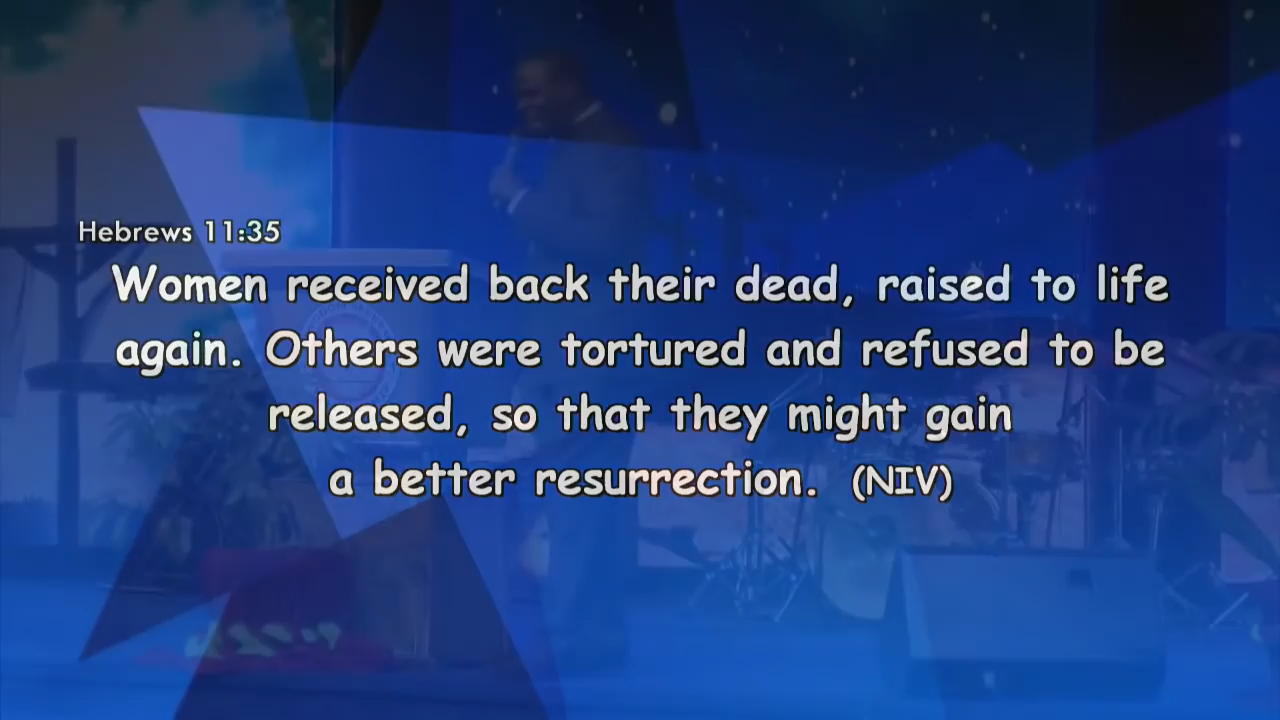 Hebrews 11:35
Women received back their dead, raised to life
again. Others were tortured and refused to be
released, so that they might gain
a better resurrection. (NIV)